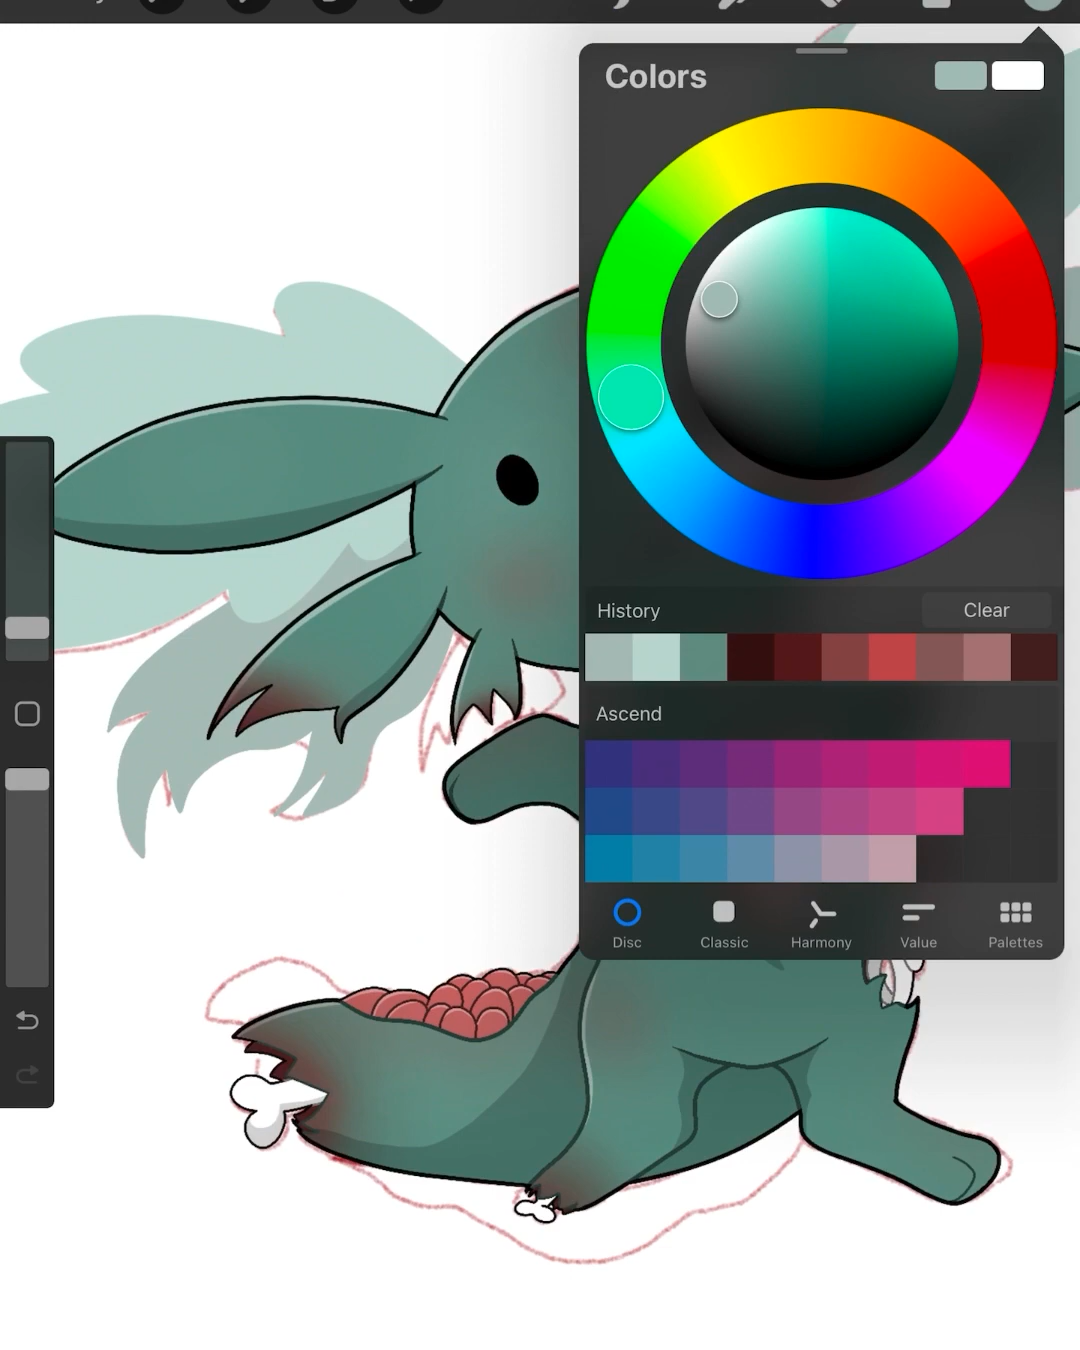 Colors
History
Clear
Ascend
Disc
Classic
Harmony
Value
Palettes